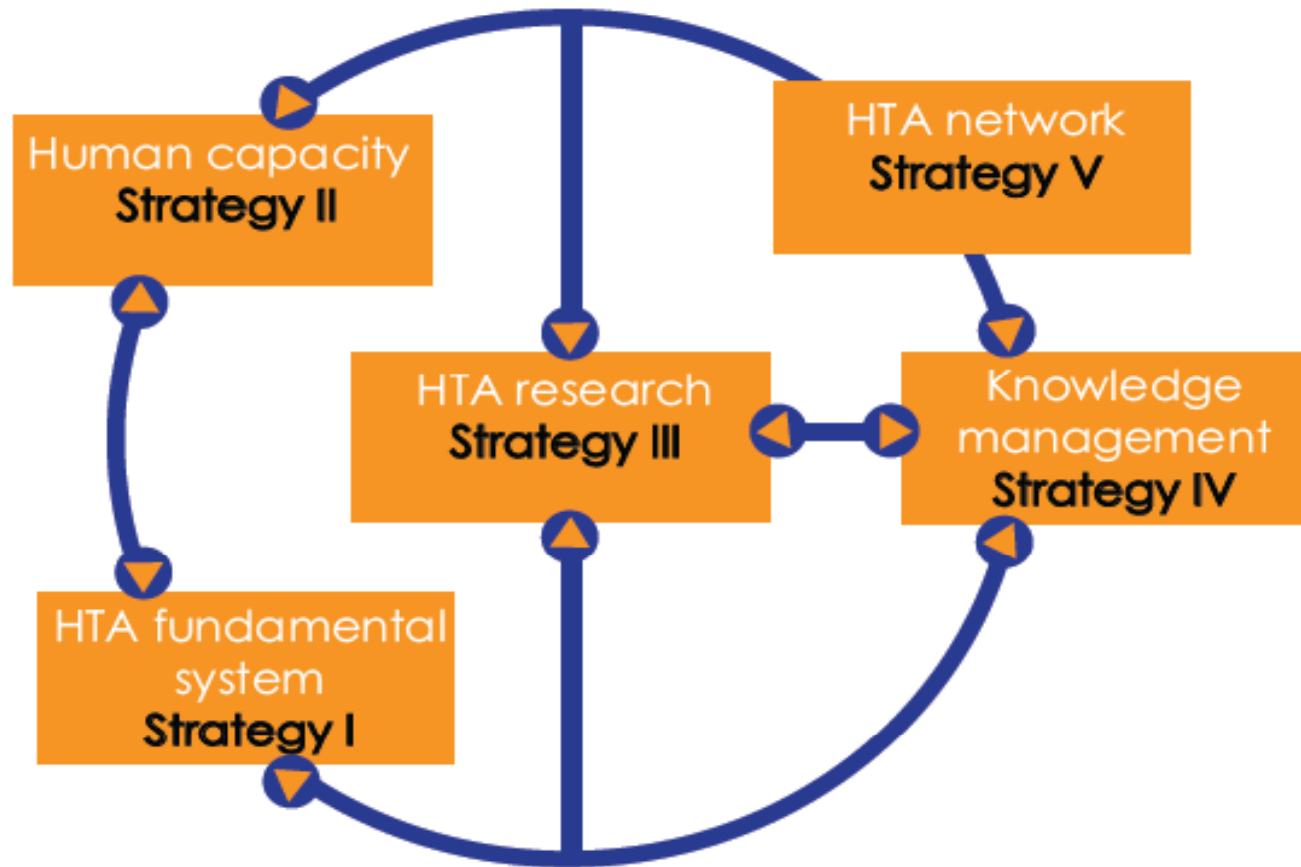 Human capacity
Strategy II
HTA network
Strategy V
HTA research
Strategy III
Knowledge
management
Strategy IV
HTA fundamental
system
Strategy I